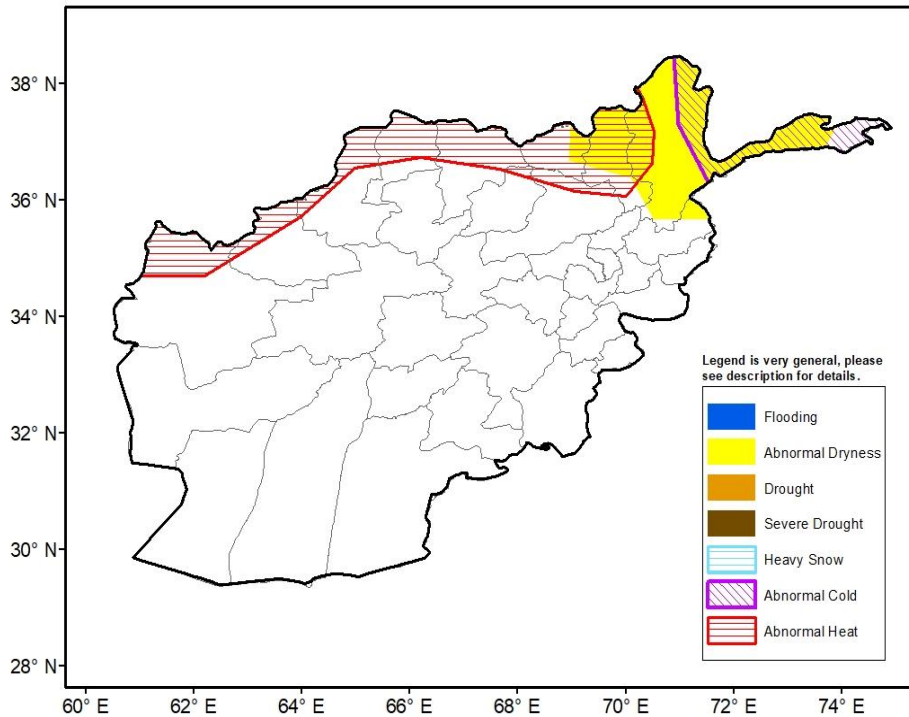 38° N
36° N
34° N
32° N
30° N
28° N
60° E
62° E
64° E
66° E
68° E
70° E
72° E
74° E
Legend is very general, please
see description for details.
Flooding
Abnormal Dryness
Drought
Severe Drought
Heavy Snow
Abnormal Cold
Abnormal Heat